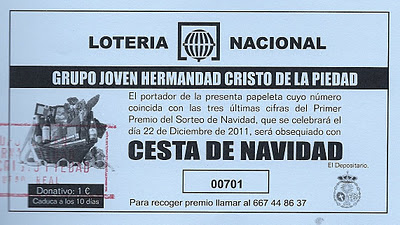 LOTERIA NACIONAL
GRUPO JOVEN HERMANDAD CRISTO DE LA PIEDAD
El portador de la presenta papeleta cuyo número
coincida con las tres últimas cifras del Primer
Premio del Sorteo de Navidad, que se celebrará el
día 22 de Diciembre de 2011, será obsequiado con
CESTA DE NAVIDAD
El Depositario.
PIEDAD
REAL
Donativo: 1 €
Caduca a los 10 días
00701
Para recoger premio llamar al 667 44 86 37